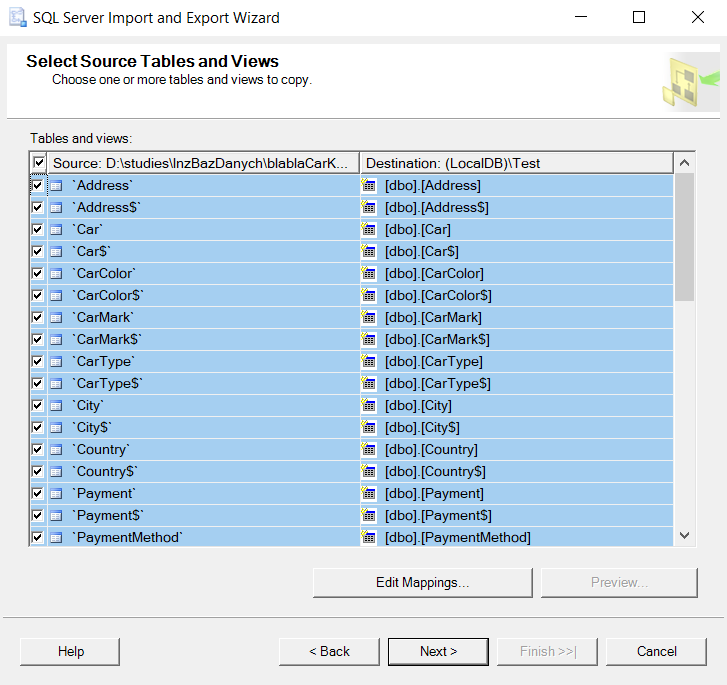 SQL Server Import and Export Wizard
Select Source Tables and Views
Choose one or more tables and views to copy.
Tables and views:
Source: D:\studies\InzBazDanych\blablaCarK... Destination: (LocalDB)\Test
`Address` [dbo].[Address]
`Address$` [dbo].[Address$]
`Car` [dbo].[Car]
`Car$` [dbo].[Car$]
`CarColor` [dbo].[CarColor]
`CarColor$` [dbo].[CarColor$]
`CarMark` [dbo].[CarMark]
`CarMark$` [dbo].[CarMark$]
`CarType` [dbo].[CarType]
`CarType$` [dbo].[CarType$]
`City` [dbo].[City]
`City$` [dbo].[City$]
`Country` [dbo].[Country]
`Country$` [dbo].[Country$]
`Payment` [dbo].[Payment]
`Payment$` [dbo].[Payment$]
`PaymentMethod` [dbo].[PaymentMethod]
Edit Mappings... Preview...
Help < Back Next > Finish >>| Cancel